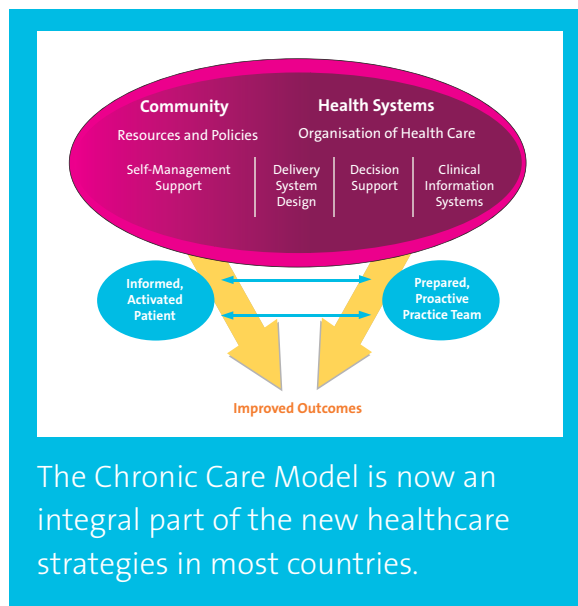 Community
Resources and Policies
Health Systems
Organisation of Health Care
Self-Management
Support
Delivery
System
Design
Decision
Support
Clinical
Information
Systems
Informed,
Activated
Patient
Prepared,
Proactive
Practice Team
Improved Outcomes
The Chronic Care Model is now an
integral part of the new healthcare
strategies in most countries.